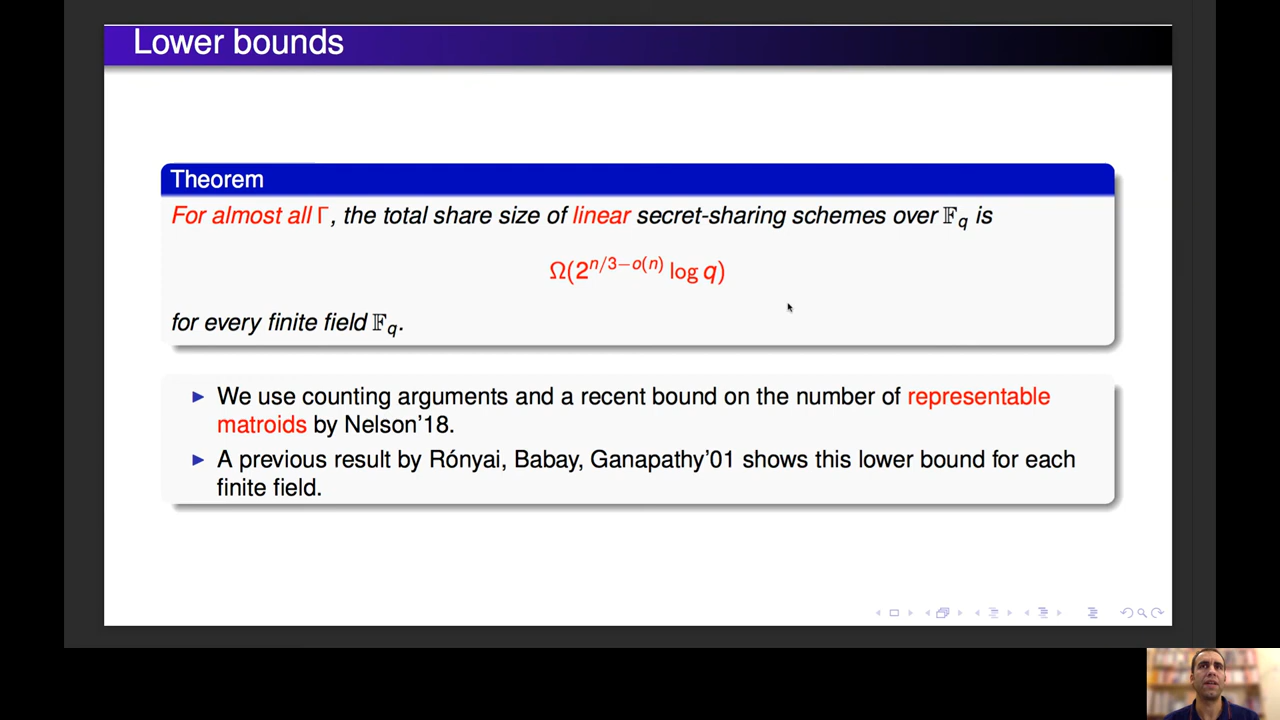 Lower bounds
Theorem
For almost all Γ, the total share size of linear secret-sharing schemes over 𝔽_q is
Ω(2^{n/3−o(n)} log q)
for every finite field 𝔽_q.
► We use counting arguments and a recent bound on the number of representable
matroids by Nelson'18.
► A previous result by Rónyai, Babay, Ganapathy'01 shows this lower bound for each
finite field.